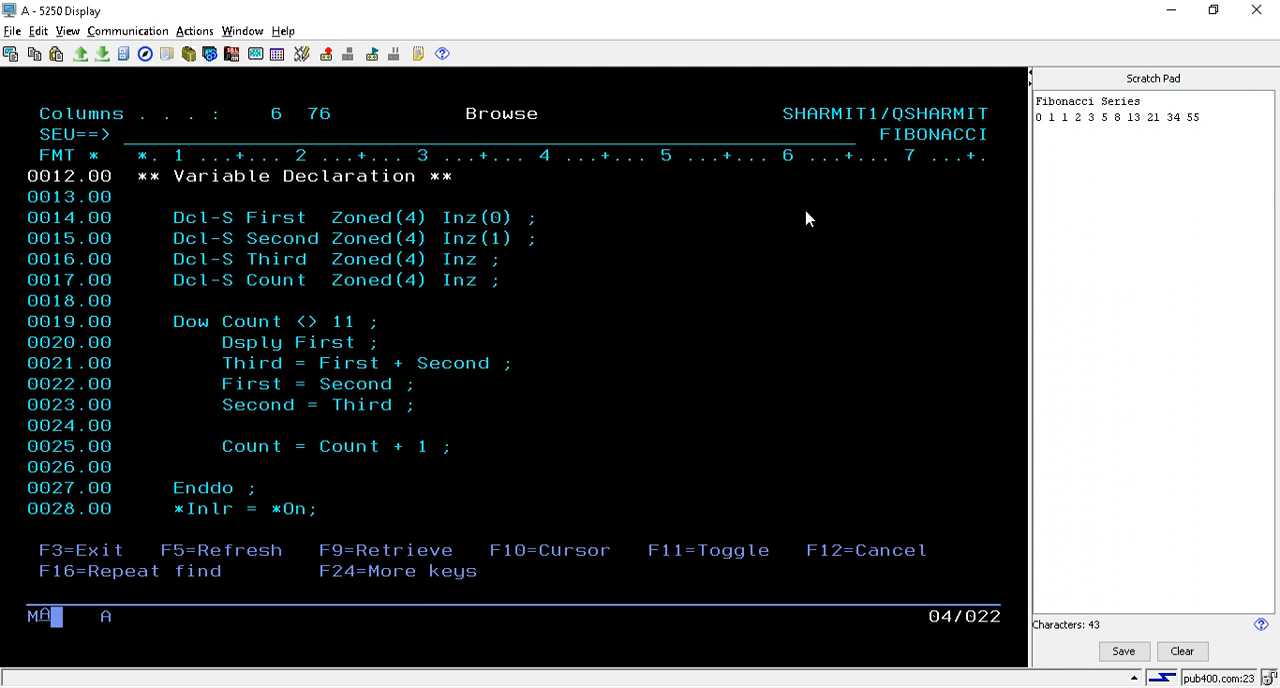 A - 5250 Display
File Edit View Communication Actions Window Help
Columns . . . : 6 76 Browse SHARMIT1/QSHARMIT
SEU==> FIBONACCI
FMT * *. 1 ...+... 2 ...+... 3 ...+... 4 ...+... 5 ...+... 6 ...+... 7 ...+.
0012.00 ** Variable Declaration **
0013.00
0014.00 Dcl-S First Zoned(4) Inz(0) ;
0015.00 Dcl-S Second Zoned(4) Inz(1) ;
0016.00 Dcl-S Third Zoned(4) Inz ;
0017.00 Dcl-S Count Zoned(4) Inz ;
0018.00
0019.00 Dow Count <> 11 ;
0020.00 Dsply First ;
0021.00 Third = First + Second ;
0022.00 First = Second ;
0023.00 Second = Third ;
0024.00
0025.00 Count = Count + 1 ;
0026.00
0027.00 Enddo ;
0028.00 *Inlr = *On;
F3=Exit F5=Refresh F9=Retrieve F10=Cursor F11=Toggle F12=Cancel
F16=Repeat find F24=More keys
MA A 04/022
Scratch Pad
Fibonacci Series
0 1 1 2 3 5 8 13 21 34 55
Characters: 43
Save Clear
pub400.com:23